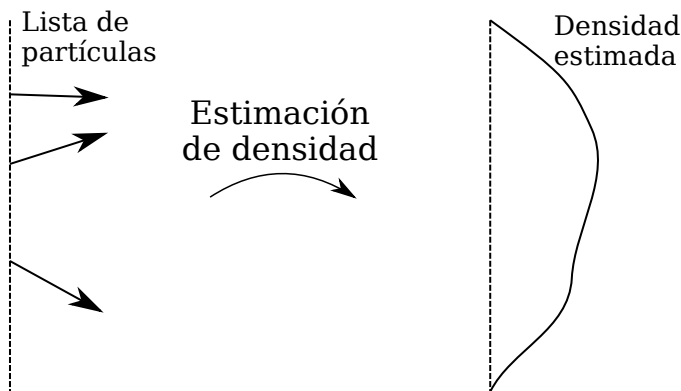 Lista de
partículas
Estimación
de densidad
Densidad
estimada